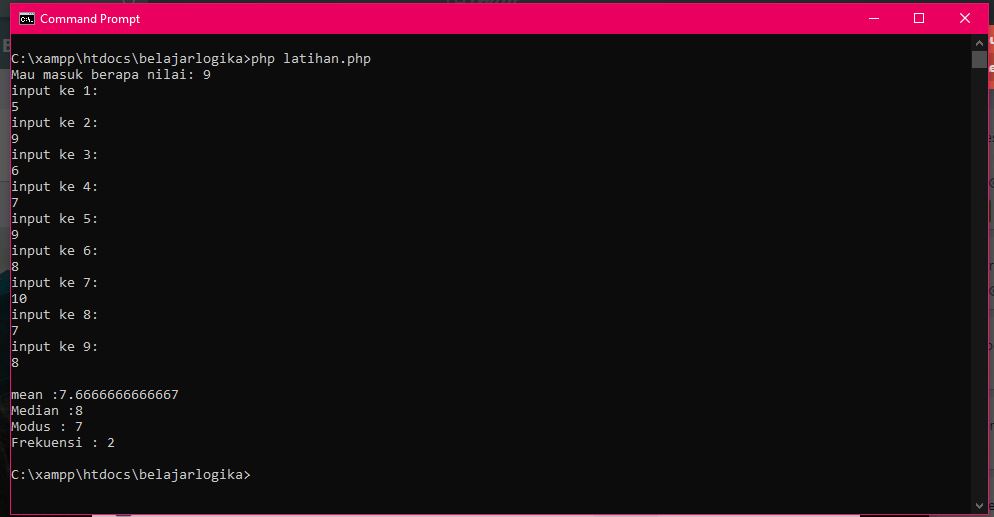 Command Prompt
C:\xampp\htdocs\belajarlogika>php latihan.php
Mau masuk berapa nilai: 9
input ke 1:
5
input ke 2:
9
input ke 3:
6
input ke 4:
7
input ke 5:
9
input ke 6:
8
input ke 7:
10
input ke 8:
7
input ke 9:
8
mean :7.6666666666667
Median :8
Modus : 7
Frekuensi : 2
C:\xampp\htdocs\belajarlogika>